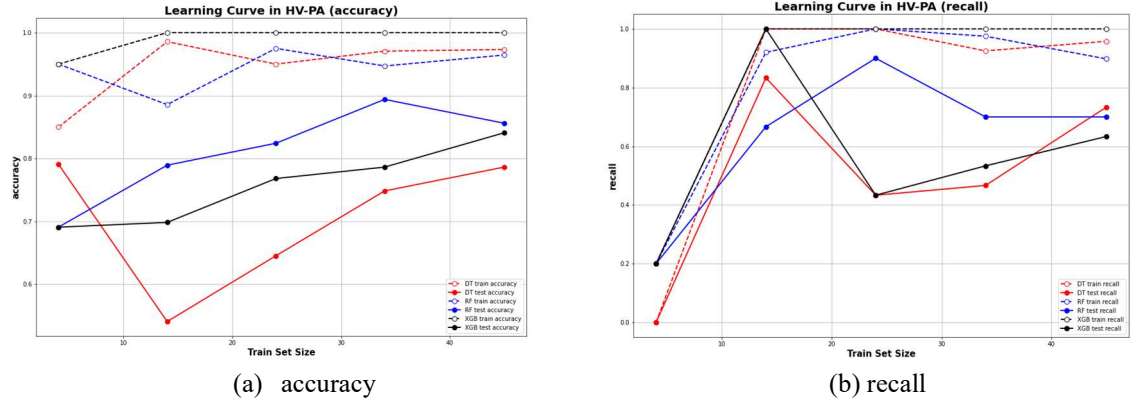 Learning Curve in HV-PA (accuracy)
1.0
0.9
0.8
0.7
0.6
accuracy
10
20
30
40
Train Set Size
DT train accuracy
DT test accuracy
RF train accuracy
RF test accuracy
XGB train accuracy
XGB test accuracy
(a) accuracy
Learning Curve in HV-PA (recall)
1.0
0.8
0.6
0.4
0.2
0.0
recall
10
20
30
40
Train Set Size
DT train recall
DT test recall
RF train recall
RF test recall
XGB train recall
XGB test recall
(b) recall